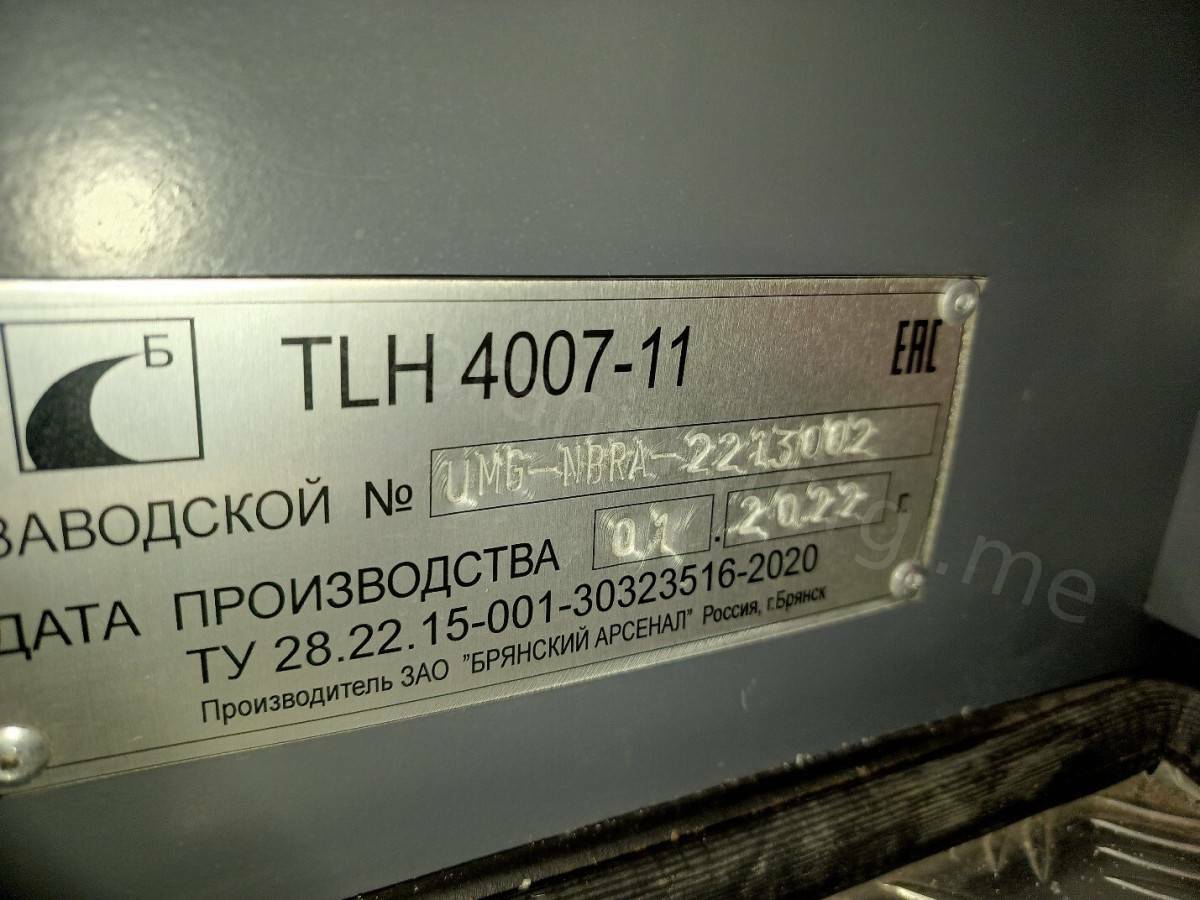 Б
TLH 4007-11
EAC
ЗАВОДСКОЙ № UMG-NBRA-2213002
ДАТА ПРОИЗВОДСТВА 01.2022 г.
ТУ 28.22.15-001-30323516-2020
Производитель ЗАО "БРЯНСКИЙ АРСЕНАЛ" Россия, г.Брянск